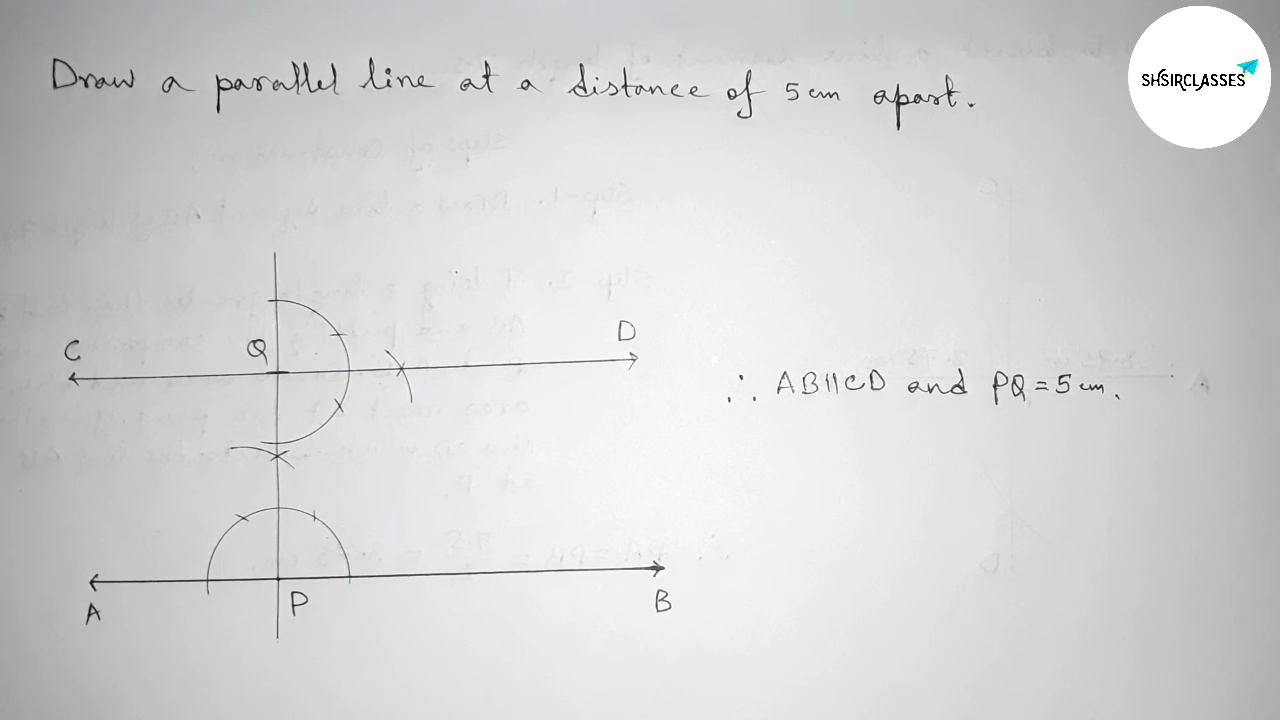 Draw a parallel line at a distance of 5 cm apart.
SHSIRCLASSES
C
Q
D
∴ AB||CD and PQ = 5 cm.
A
P
B